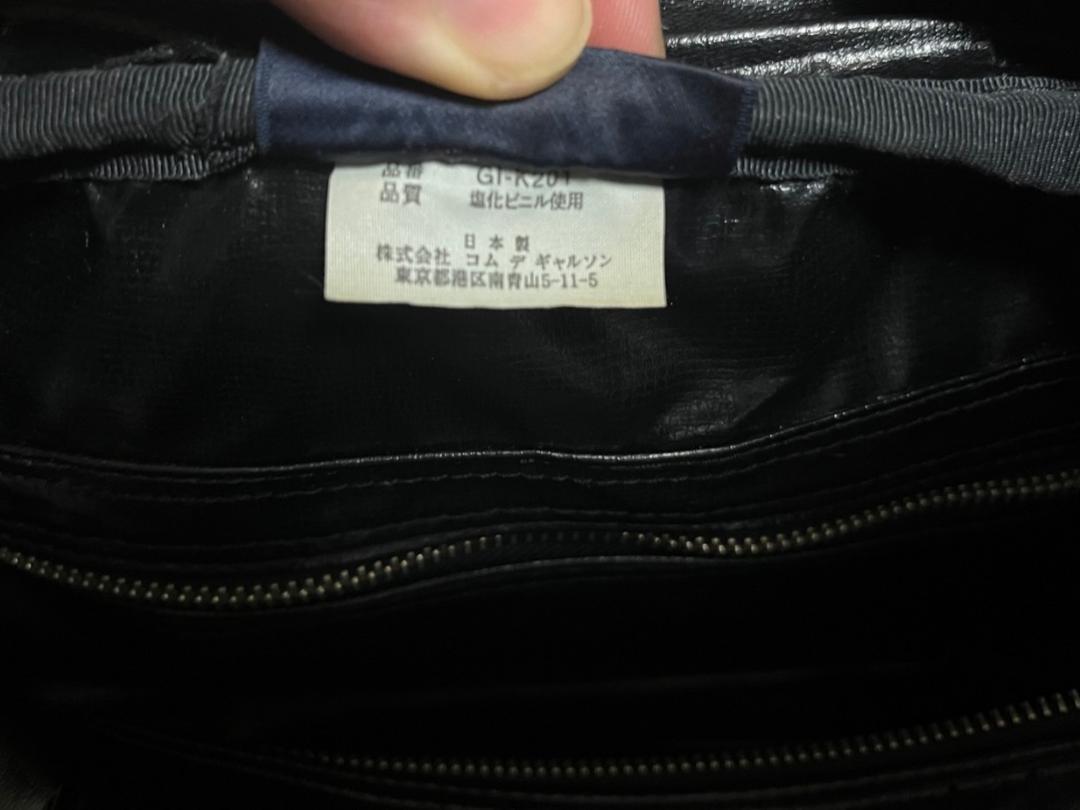 品番 GI-K201
品質 塩化ビニル使用
日本製
株式会社 コム デ ギャルソン
東京都港区南青山5-11-5